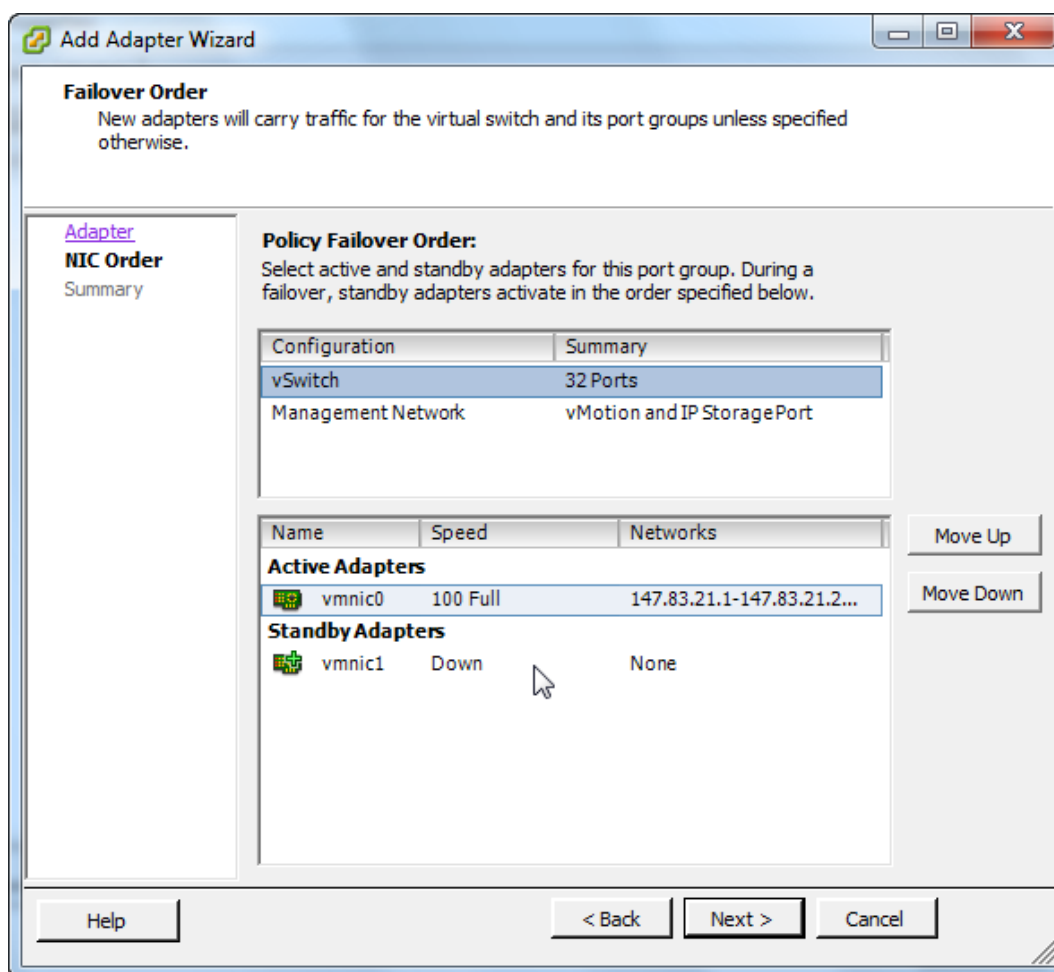 Add Adapter Wizard
Failover Order
New adapters will carry traffic for the virtual switch and its port groups unless specified
otherwise.
Adapter
NIC Order
Summary
Policy Failover Order:
Select active and standby adapters for this port group. During a
failover, standby adapters activate in the order specified below.
Configuration Summary
vSwitch 32 Ports
Management Network vMotion and IP Storage Port
Name Speed Networks
Active Adapters
vmnic0 100 Full 147.83.21.1-147.83.21.2...
Standby Adapters
vmnic1 Down None
Move Up
Move Down
Help
< Back
Next >
Cancel